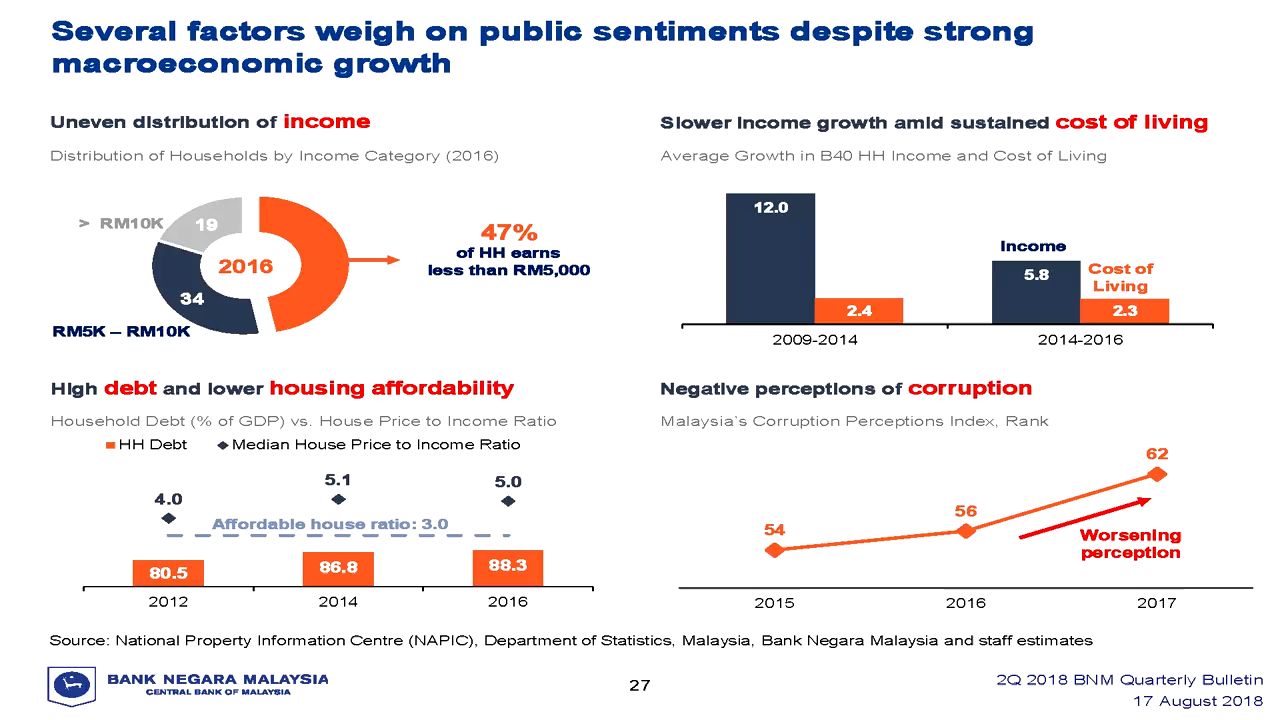 Several factors weigh on public sentiments despite strong
macroeconomic growth
Uneven distribution of income
Distribution of Households by Income Category (2016)
> RM10K
19
2016
34
RM5K – RM10K
47%
of HH earns
less than RM5,000
Slower income growth amid sustained cost of living
Average Growth in B40 HH Income and Cost of Living
12.0
2.4
Income
5.8
Cost of
Living
2.3
2009-2014
2014-2016
High debt and lower housing affordability
Household Debt (% of GDP) vs. House Price to Income Ratio
HH Debt
Median House Price to Income Ratio
4.0
5.1
5.0
Affordable house ratio: 3.0
80.5
86.8
88.3
2012
2014
2016
Negative perceptions of corruption
Malaysia's Corruption Perceptions Index, Rank
54
56
62
Worsening
perception
2015
2016
2017
Source: National Property Information Centre (NAPIC), Department of Statistics, Malaysia, Bank Negara Malaysia and staff estimates
BANK NEGARA MALAYSIA
CENTRAL BANK OF MALAYSIA
27
2Q 2018 BNM Quarterly Bulletin
17 August 2018